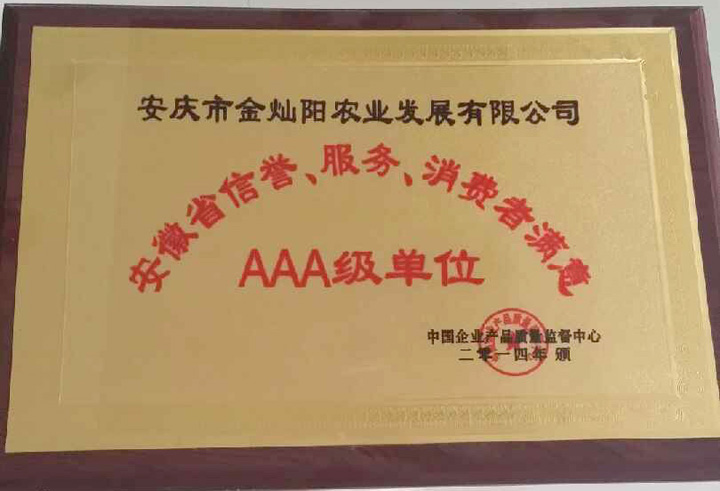 安庆市金灿阳农业发展有限公司
安徽省信誉、服务、消费者满意
AAA级单位
中国企业产品质量监督中心
二零一四年 颁